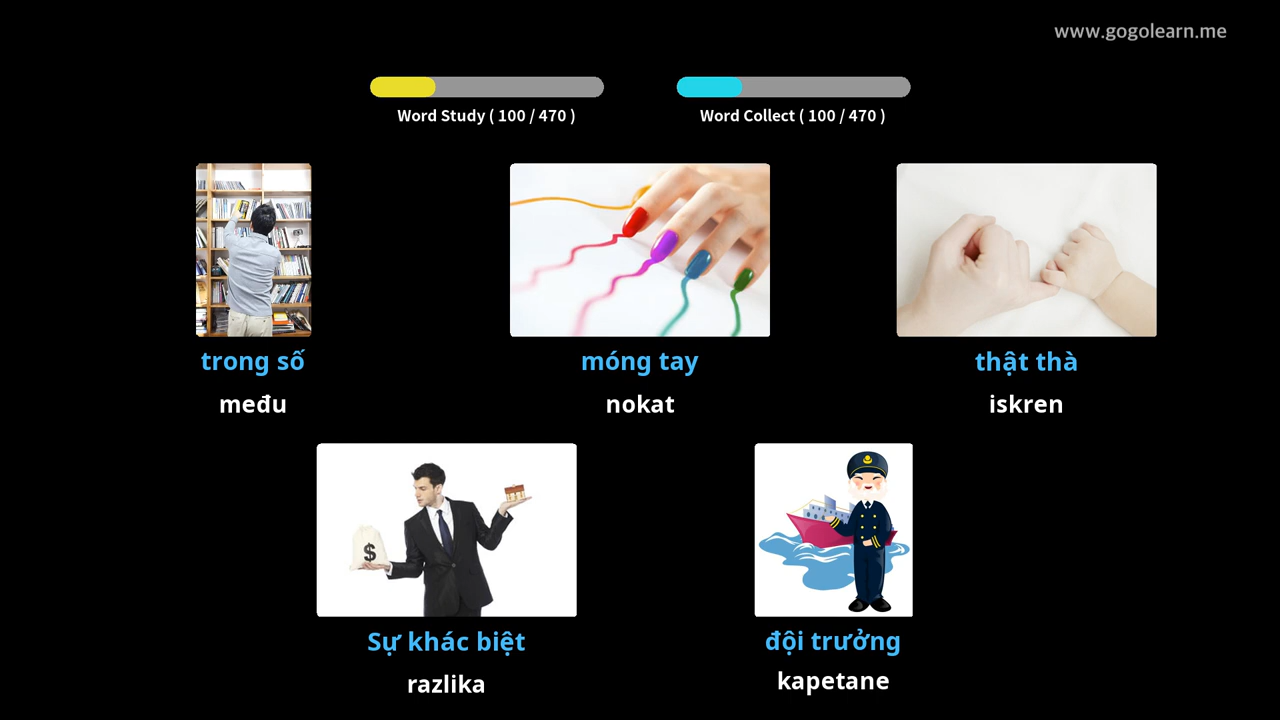 www.gogolearn.me
Word Study ( 100 / 470 )
Word Collect ( 100 / 470 )
trong số
među
móng tay
nokat
thật thà
iskren
$
Sự khác biệt
razlika
đội trưởng
kapetane